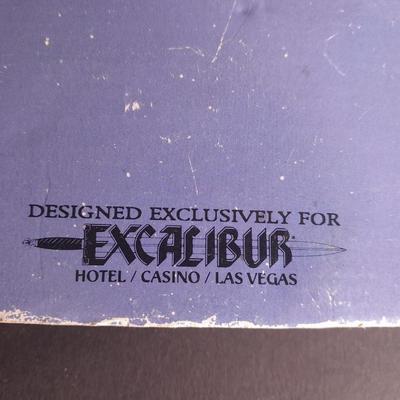 DESIGNED EXCLUSIVELY FOR
EXCALIBUR
HOTEL / CASINO / LAS VEGAS